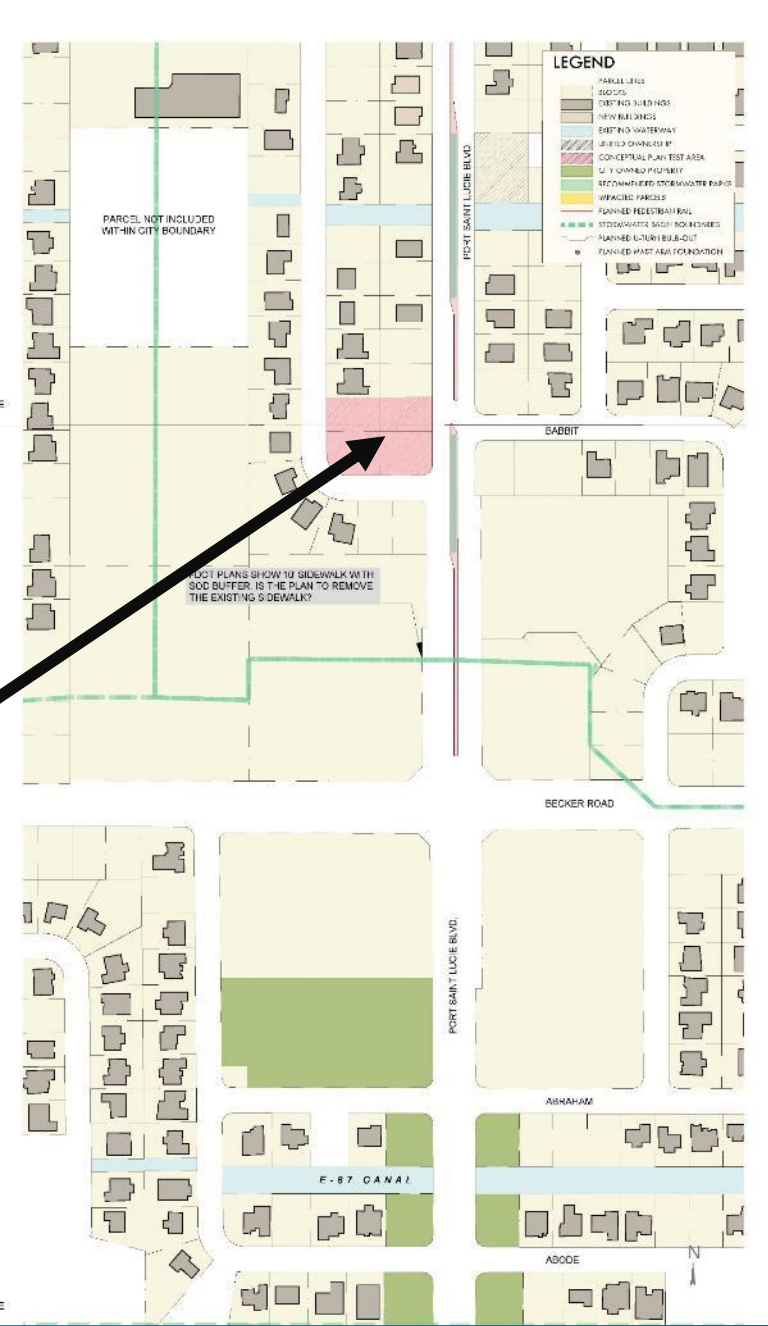 LEGEND
PARCEL LINES
BLOCKS
EXISTING BUILDINGS
NEW BUILDINGS
EXISTING WATERWAY
UNIFIED OWNERSHIP
CONCEPTUAL PLAN TEST AREA
CITY OWNED PROPERTY
RECOMMENDED STORMWATER PARKS
IMPACTED PARCELS
PLANNED PEDESTRIAN RAIL
STORMWATER BASIN BOUNDARIES
PLANNED U-TURN BULB-OUT
PLANNED MAST ARM FOUNDATION
PORT SAINT LUCIE BLVD.
PARCEL NOT INCLUDED
WITHIN CITY BOUNDARY
E
BABBIT
FDOT PLANS SHOW 10' SIDEWALK WITH
SOD BUFFER. IS THE PLAN TO REMOVE
THE EXISTING SIDEWALK?
BECKER ROAD
PORT SAINT LUCIE BLVD.
ABRAHAM
E-87 CANAL
ABODE
N
E